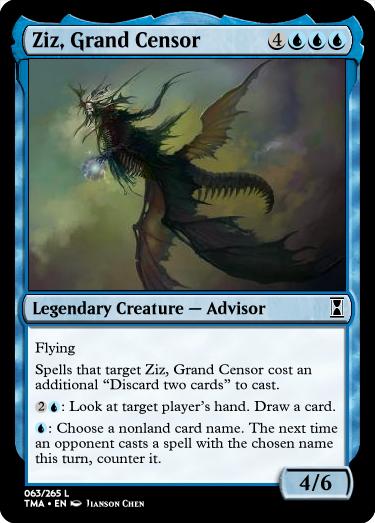 Ziz, Grand Censor 4
Legendary Creature — Advisor
Flying
Spells that target Ziz, Grand Censor cost an
additional “Discard two cards” to cast.
2 : Look at target player's hand. Draw a card.
: Choose a nonland card name. The next time
an opponent casts a spell with the chosen name
this turn, counter it.
4/6
063/265 L
TMA • EN Jianson Chen